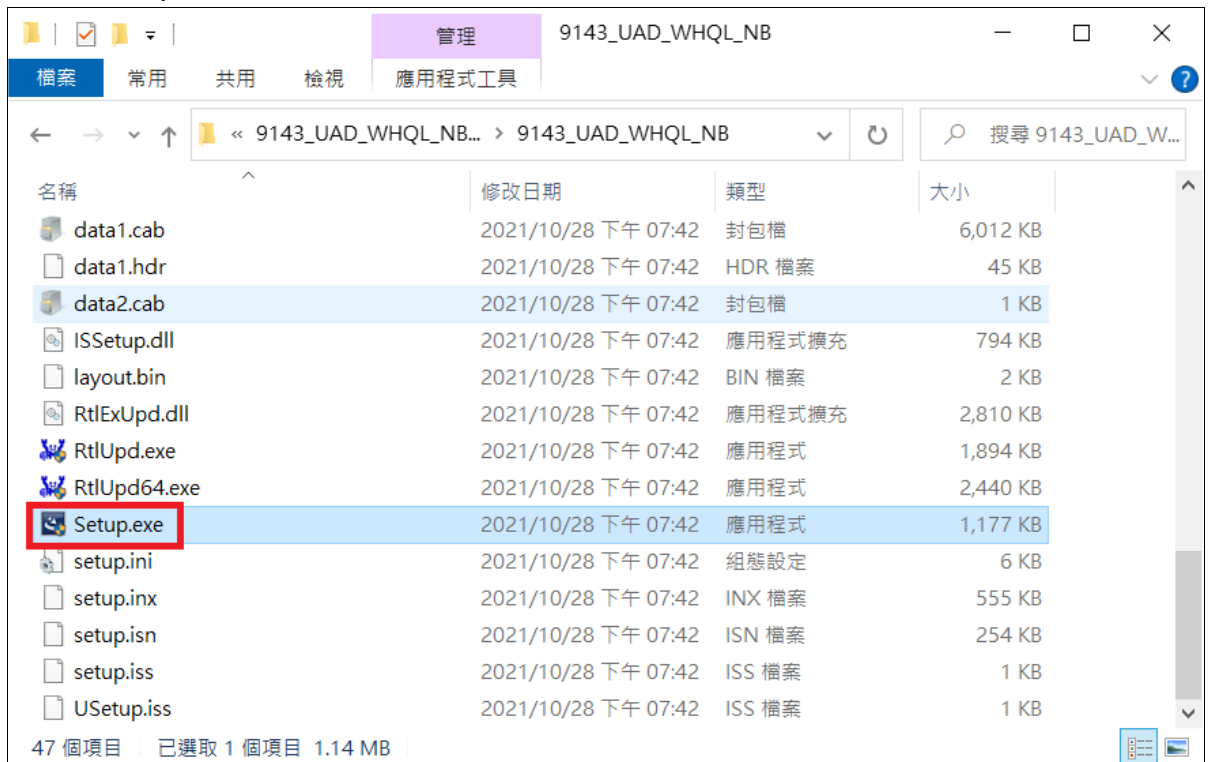 管理 9143_UAD_WHQL_NB
檔案 常用 共用 檢視 應用程式工具
« 9143_UAD_WHQL_NB... > 9143_UAD_WHQL_NB 搜尋 9143_UAD_W...
名稱 修改日期 類型 大小
data1.cab 2021/10/28 下午 07:42 封包檔 6,012 KB
data1.hdr 2021/10/28 下午 07:42 HDR 檔案 45 KB
data2.cab 2021/10/28 下午 07:42 封包檔 1 KB
ISSetup.dll 2021/10/28 下午 07:42 應用程式擴充 794 KB
layout.bin 2021/10/28 下午 07:42 BIN 檔案 2 KB
RtlExUpd.dll 2021/10/28 下午 07:42 應用程式擴充 2,810 KB
RtlUpd.exe 2021/10/28 下午 07:42 應用程式 1,894 KB
RtlUpd64.exe 2021/10/28 下午 07:42 應用程式 2,440 KB
Setup.exe 2021/10/28 下午 07:42 應用程式 1,177 KB
setup.ini 2021/10/28 下午 07:42 組態設定 6 KB
setup.inx 2021/10/28 下午 07:42 INX 檔案 555 KB
setup.isn 2021/10/28 下午 07:42 ISN 檔案 254 KB
setup.iss 2021/10/28 下午 07:42 ISS 檔案 1 KB
USetup.iss 2021/10/28 下午 07:42 ISS 檔案 1 KB
47 個項目 已選取 1 個項目 1.14 MB